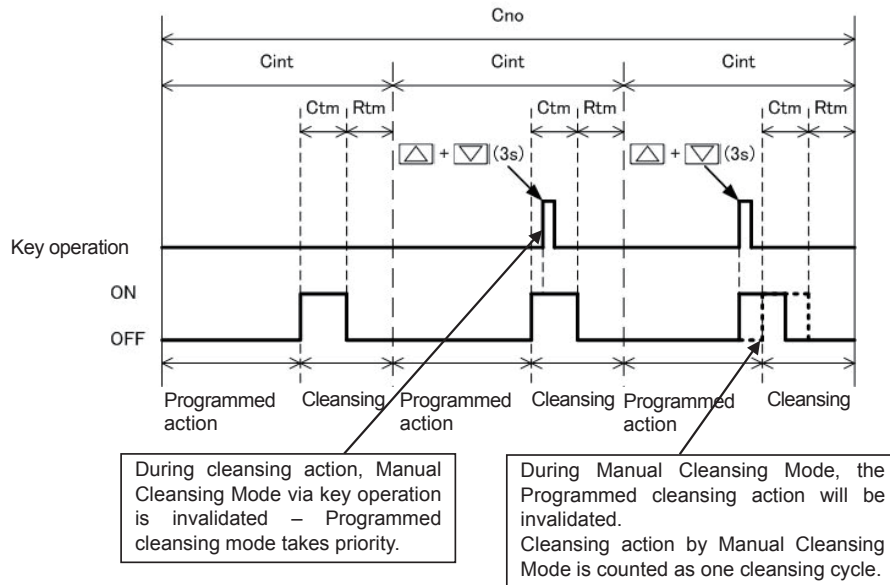 Cno
Cint Cint Cint
Ctm Rtm Ctm Rtm Ctm Rtm
△ + ▽ (3s) △ + ▽ (3s)
Key operation
ON
OFF
Programmed action Cleansing Programmed action Cleansing Programmed action Cleansing
During cleansing action, Manual
Cleansing Mode via key operation
is invalidated – Programmed
cleansing mode takes priority.
During Manual Cleansing Mode, the
Programmed cleansing action will be
invalidated.
Cleansing action by Manual Cleansing
Mode is counted as one cleansing cycle.